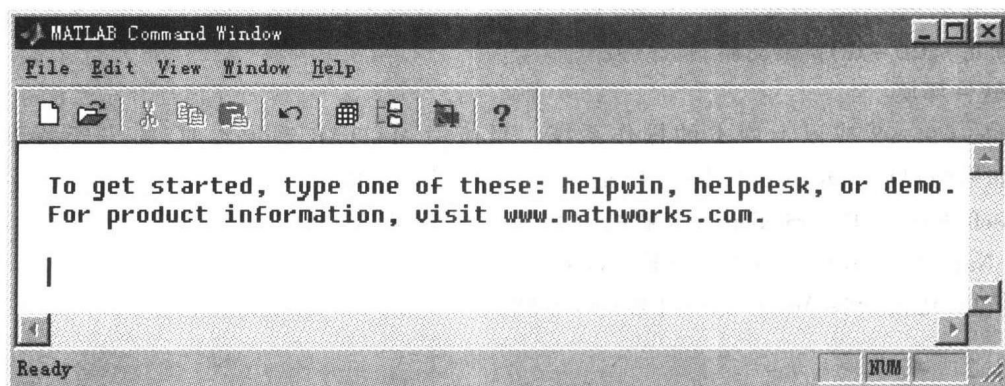 MATLAB Command Window
File Edit View Window Help
To get started, type one of these: helpwin, helpdesk, or demo.
For product information, visit www.mathworks.com.
Ready NUM